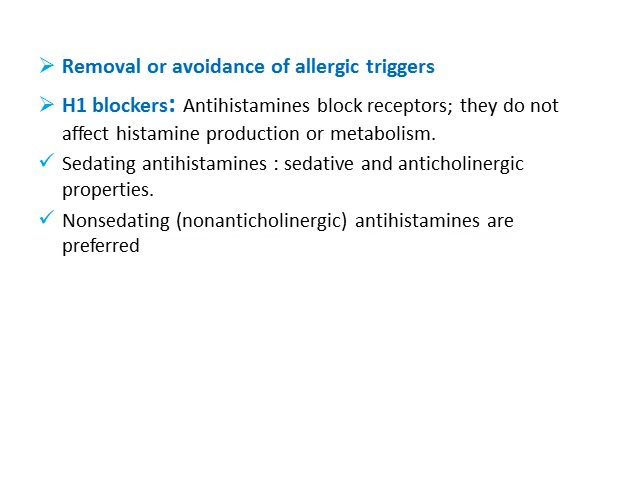 ➢ Removal or avoidance of allergic triggers
➢ H1 blockers: Antihistamines block receptors; they do not
affect histamine production or metabolism.
✓ Sedating antihistamines : sedative and anticholinergic
properties.
✓ Nonsedating (nonanticholinergic) antihistamines are
preferred